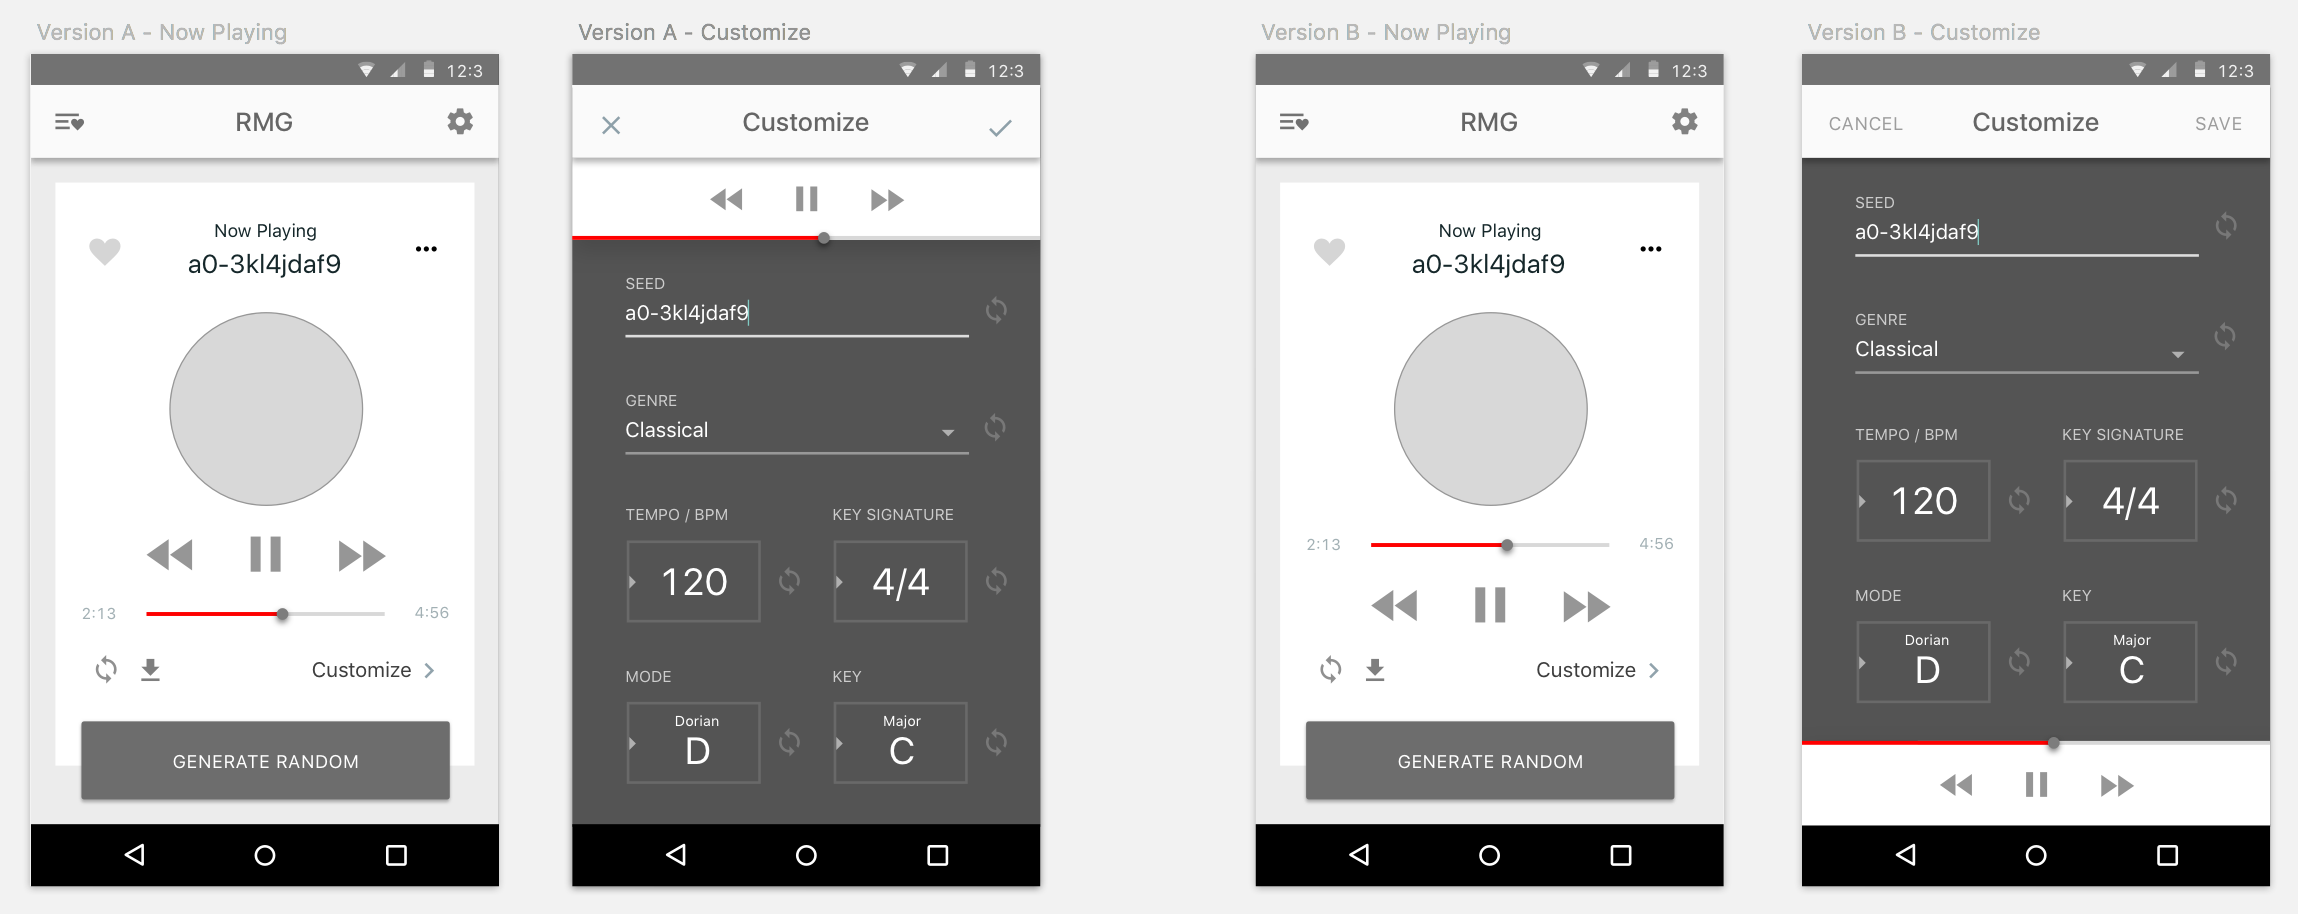 Version A - Now Playing
12:3
RMG
Now Playing
a0-3kl4jdaf9
2:13
4:56
Customize
GENERATE RANDOM
Version A - Customize
12:3
Customize
SEED
a0-3kl4jdaf9
GENRE
Classical
TEMPO / BPM
KEY SIGNATURE
120
4/4
MODE
KEY
Dorian
Major
D
C
Version B - Now Playing
12:3
RMG
Now Playing
a0-3kl4jdaf9
2:13
4:56
Customize
GENERATE RANDOM
Version B - Customize
12:3
CANCEL
Customize
SAVE
SEED
a0-3kl4jdaf9
GENRE
Classical
TEMPO / BPM
KEY SIGNATURE
120
4/4
MODE
KEY
Dorian
Major
D
C